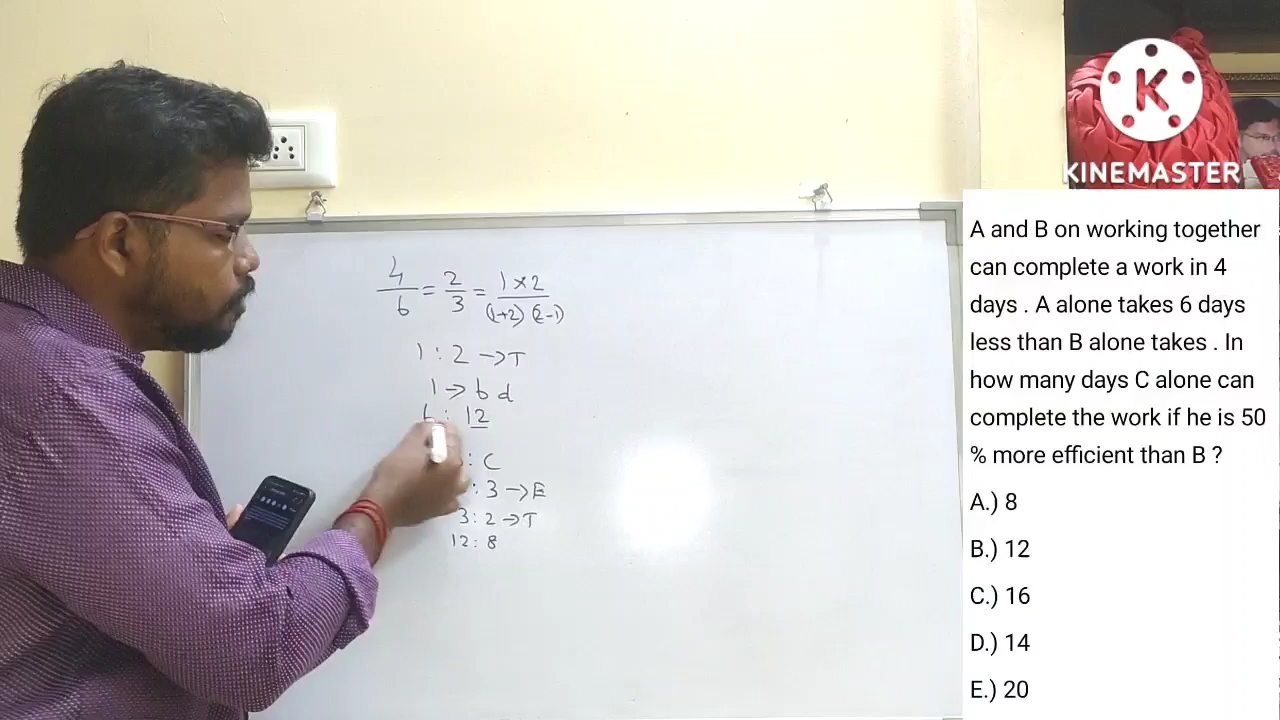 4/6 = 2/3 = 1×2/(1+2)(2-1)
1 : 2 → T
1 → 6 d
12
: C
: 3 → E
3 : 2 → T
12 : 8
K
KINEMASTER
A and B on working together
can complete a work in 4
days . A alone takes 6 days
less than B alone takes . In
how many days C alone can
complete the work if he is 50
% more efficient than B ?
A.) 8
B.) 12
C.) 16
D.) 14
E.) 20